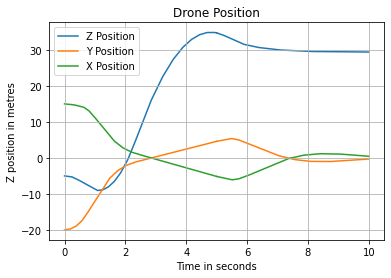 Drone Position
Z Position
Y Position
X Position
Z position in metres
30
20
10
0
−10
−20
0
2
4
6
8
10
Time in seconds